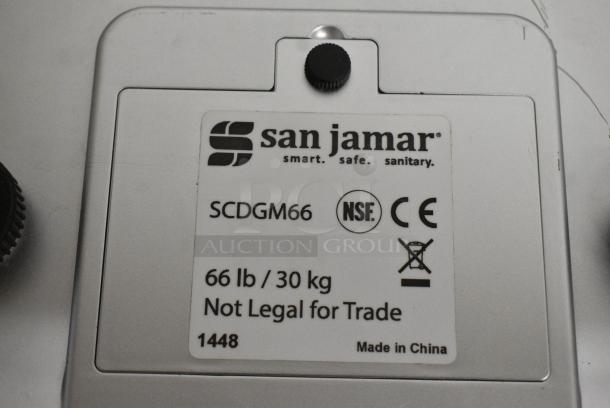 san jamar®
smart. safe. sanitary.
SCDGM66 NSF. CE
pci
AUCTION GROUP
66 lb / 30 kg
Not Legal for Trade
1448 Made in China